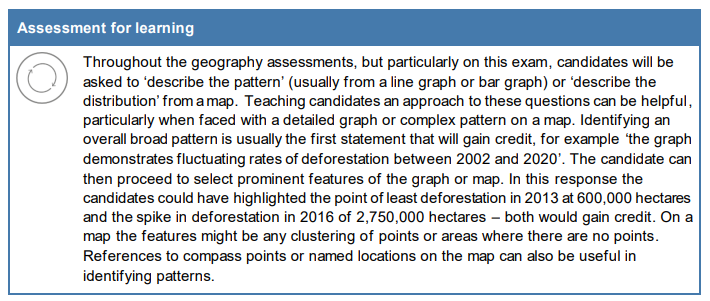 Assessment for learning
Throughout the geography assessments, but particularly on this exam, candidates will be
asked to ‘describe the pattern’ (usually from a line graph or bar graph) or ‘describe the
distribution’ from a map. Teaching candidates an approach to these questions can be helpful,
particularly when faced with a detailed graph or complex pattern on a map. Identifying an
overall broad pattern is usually the first statement that will gain credit, for example ‘the graph
demonstrates fluctuating rates of deforestation between 2002 and 2020’. The candidate can
then proceed to select prominent features of the graph or map. In this response the
candidates could have highlighted the point of least deforestation in 2013 at 600,000 hectares
and the spike in deforestation in 2016 of 2,750,000 hectares – both would gain credit. On a
map the features might be any clustering of points or areas where there are no points.
References to compass points or named locations on the map can also be useful in
identifying patterns.